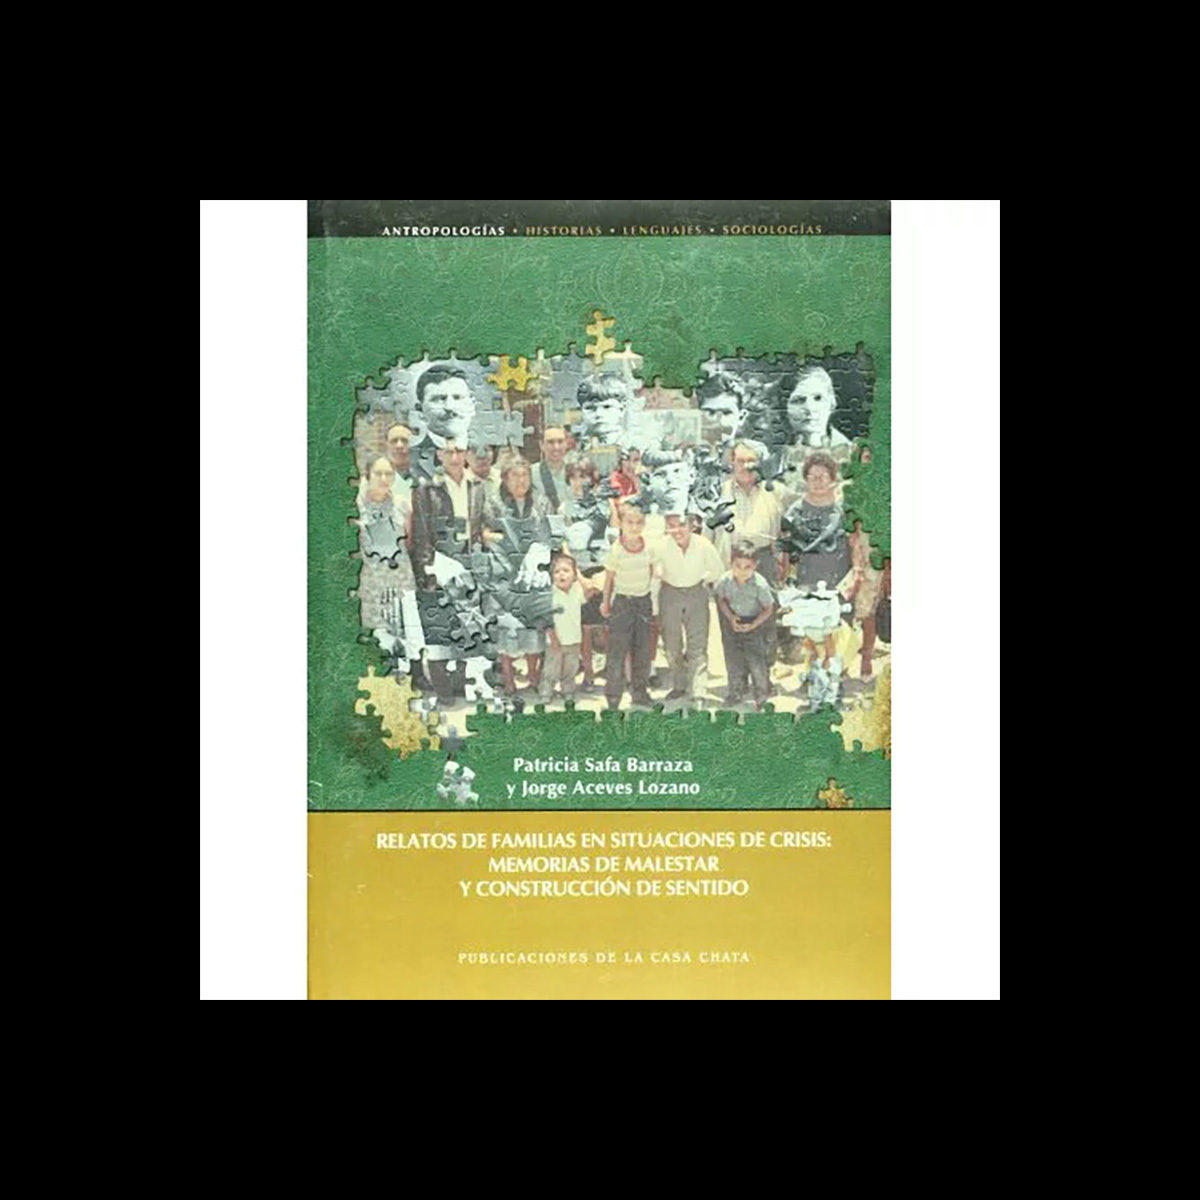 ANTROPOLOGÍAS • HISTORIAS • LENGUAJES • SOCIOLOGÍAS
Patricia Safa Barraza
y Jorge Aceves Lozano
RELATOS DE FAMILIAS EN SITUACIONES DE CRISIS:
MEMORIAS DE MALESTAR
Y CONSTRUCCIÓN DE SENTIDO
PUBLICACIONES DE LA CASA CHATA